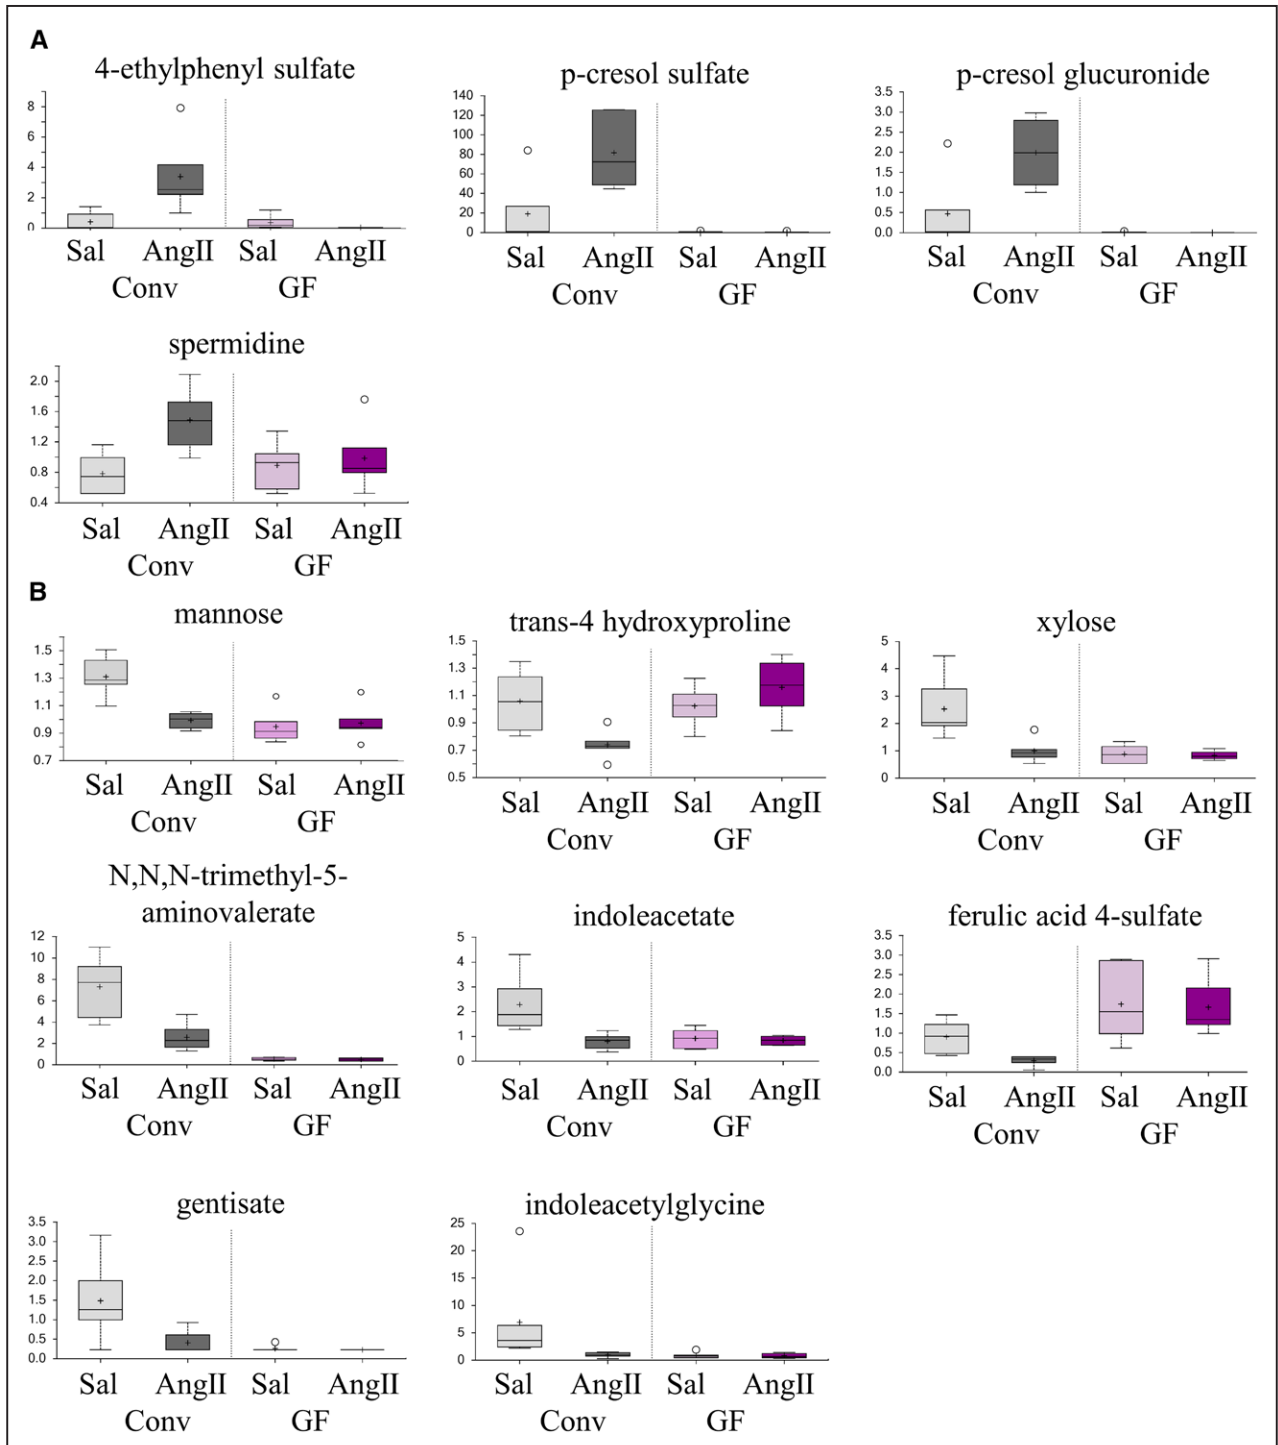 A
4-ethylphenyl sulfate
8
6
4
2
0
Sal AngII Sal AngII
Conv GF
p-cresol sulfate
140
120
100
80
60
40
20
0
Sal AngII Sal AngII
Conv GF
p-cresol glucuronide
3.5
3.0
2.5
2.0
1.5
1.0
0.5
0.0
Sal AngII Sal AngII
Conv GF
spermidine
2.0
1.6
1.2
0.8
0.4
Sal AngII Sal AngII
Conv GF
B
mannose
1.5
1.3
1.1
0.9
0.7
Sal AngII Sal AngII
Conv GF
trans-4 hydroxyproline
1.5
1.3
1.1
0.9
0.7
0.5
Sal AngII Sal AngII
Conv GF
xylose
5
4
3
2
1
0
Sal AngII Sal AngII
Conv GF
N,N,N-trimethyl-5-
aminovalerate
12
10
8
6
4
2
0
Sal AngII Sal AngII
Conv GF
indoleacetate
5
4
3
2
1
0
Sal AngII Sal AngII
Conv GF
ferulic acid 4-sulfate
3.5
3.0
2.5
2.0
1.5
1.0
0.5
0.0
Sal AngII Sal AngII
Conv GF
gentisate
3.5
3.0
2.5
2.0
1.5
1.0
0.5
0.0
Sal AngII Sal AngII
Conv GF
indoleacetylglycine
25
20
15
10
5
0
Sal AngII Sal AngII
Conv GF